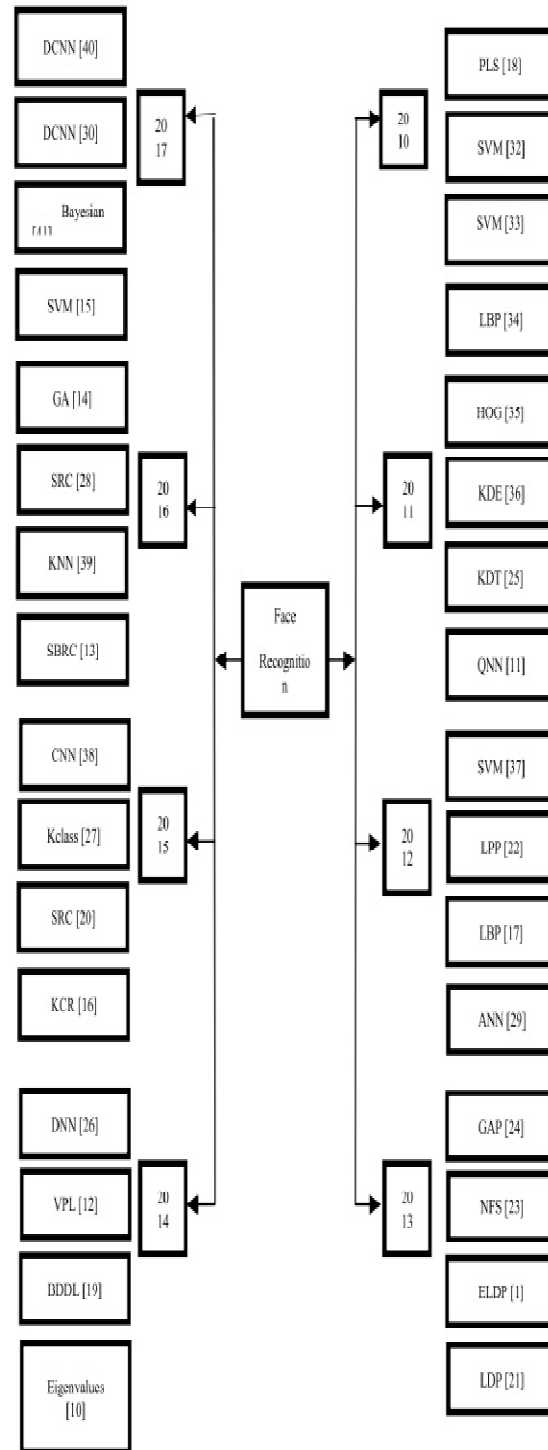 DCNN [40]
DCNN [30]
Bayesian
[41]
SVM [15]
20
17
GA [14]
SRC [28]
KNN [39]
SBRC [13]
20
16
CNN [38]
Kclass [27]
SRC [20]
KCR [16]
20
15
DNN [26]
VPL [12]
BDDL [19]
Eigenvalues
[10]
20
14
Face
Recognitio
n
20
10
PLS [18]
SVM [32]
SVM [33]
LBP [34]
20
11
HOG [35]
KDE [36]
KDT [25]
QNN [11]
20
12
SVM [37]
LPP [22]
LBP [17]
ANN [29]
20
13
GAP [24]
NFS [23]
ELDP [1]
LDP [21]